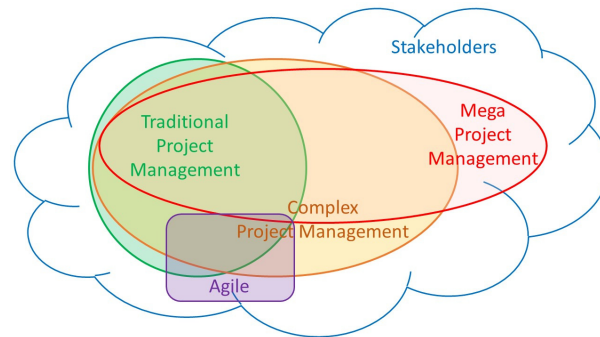 Stakeholders
Traditional
Project
Management
Mega
Project
Management
Complex
Project Management
Agile